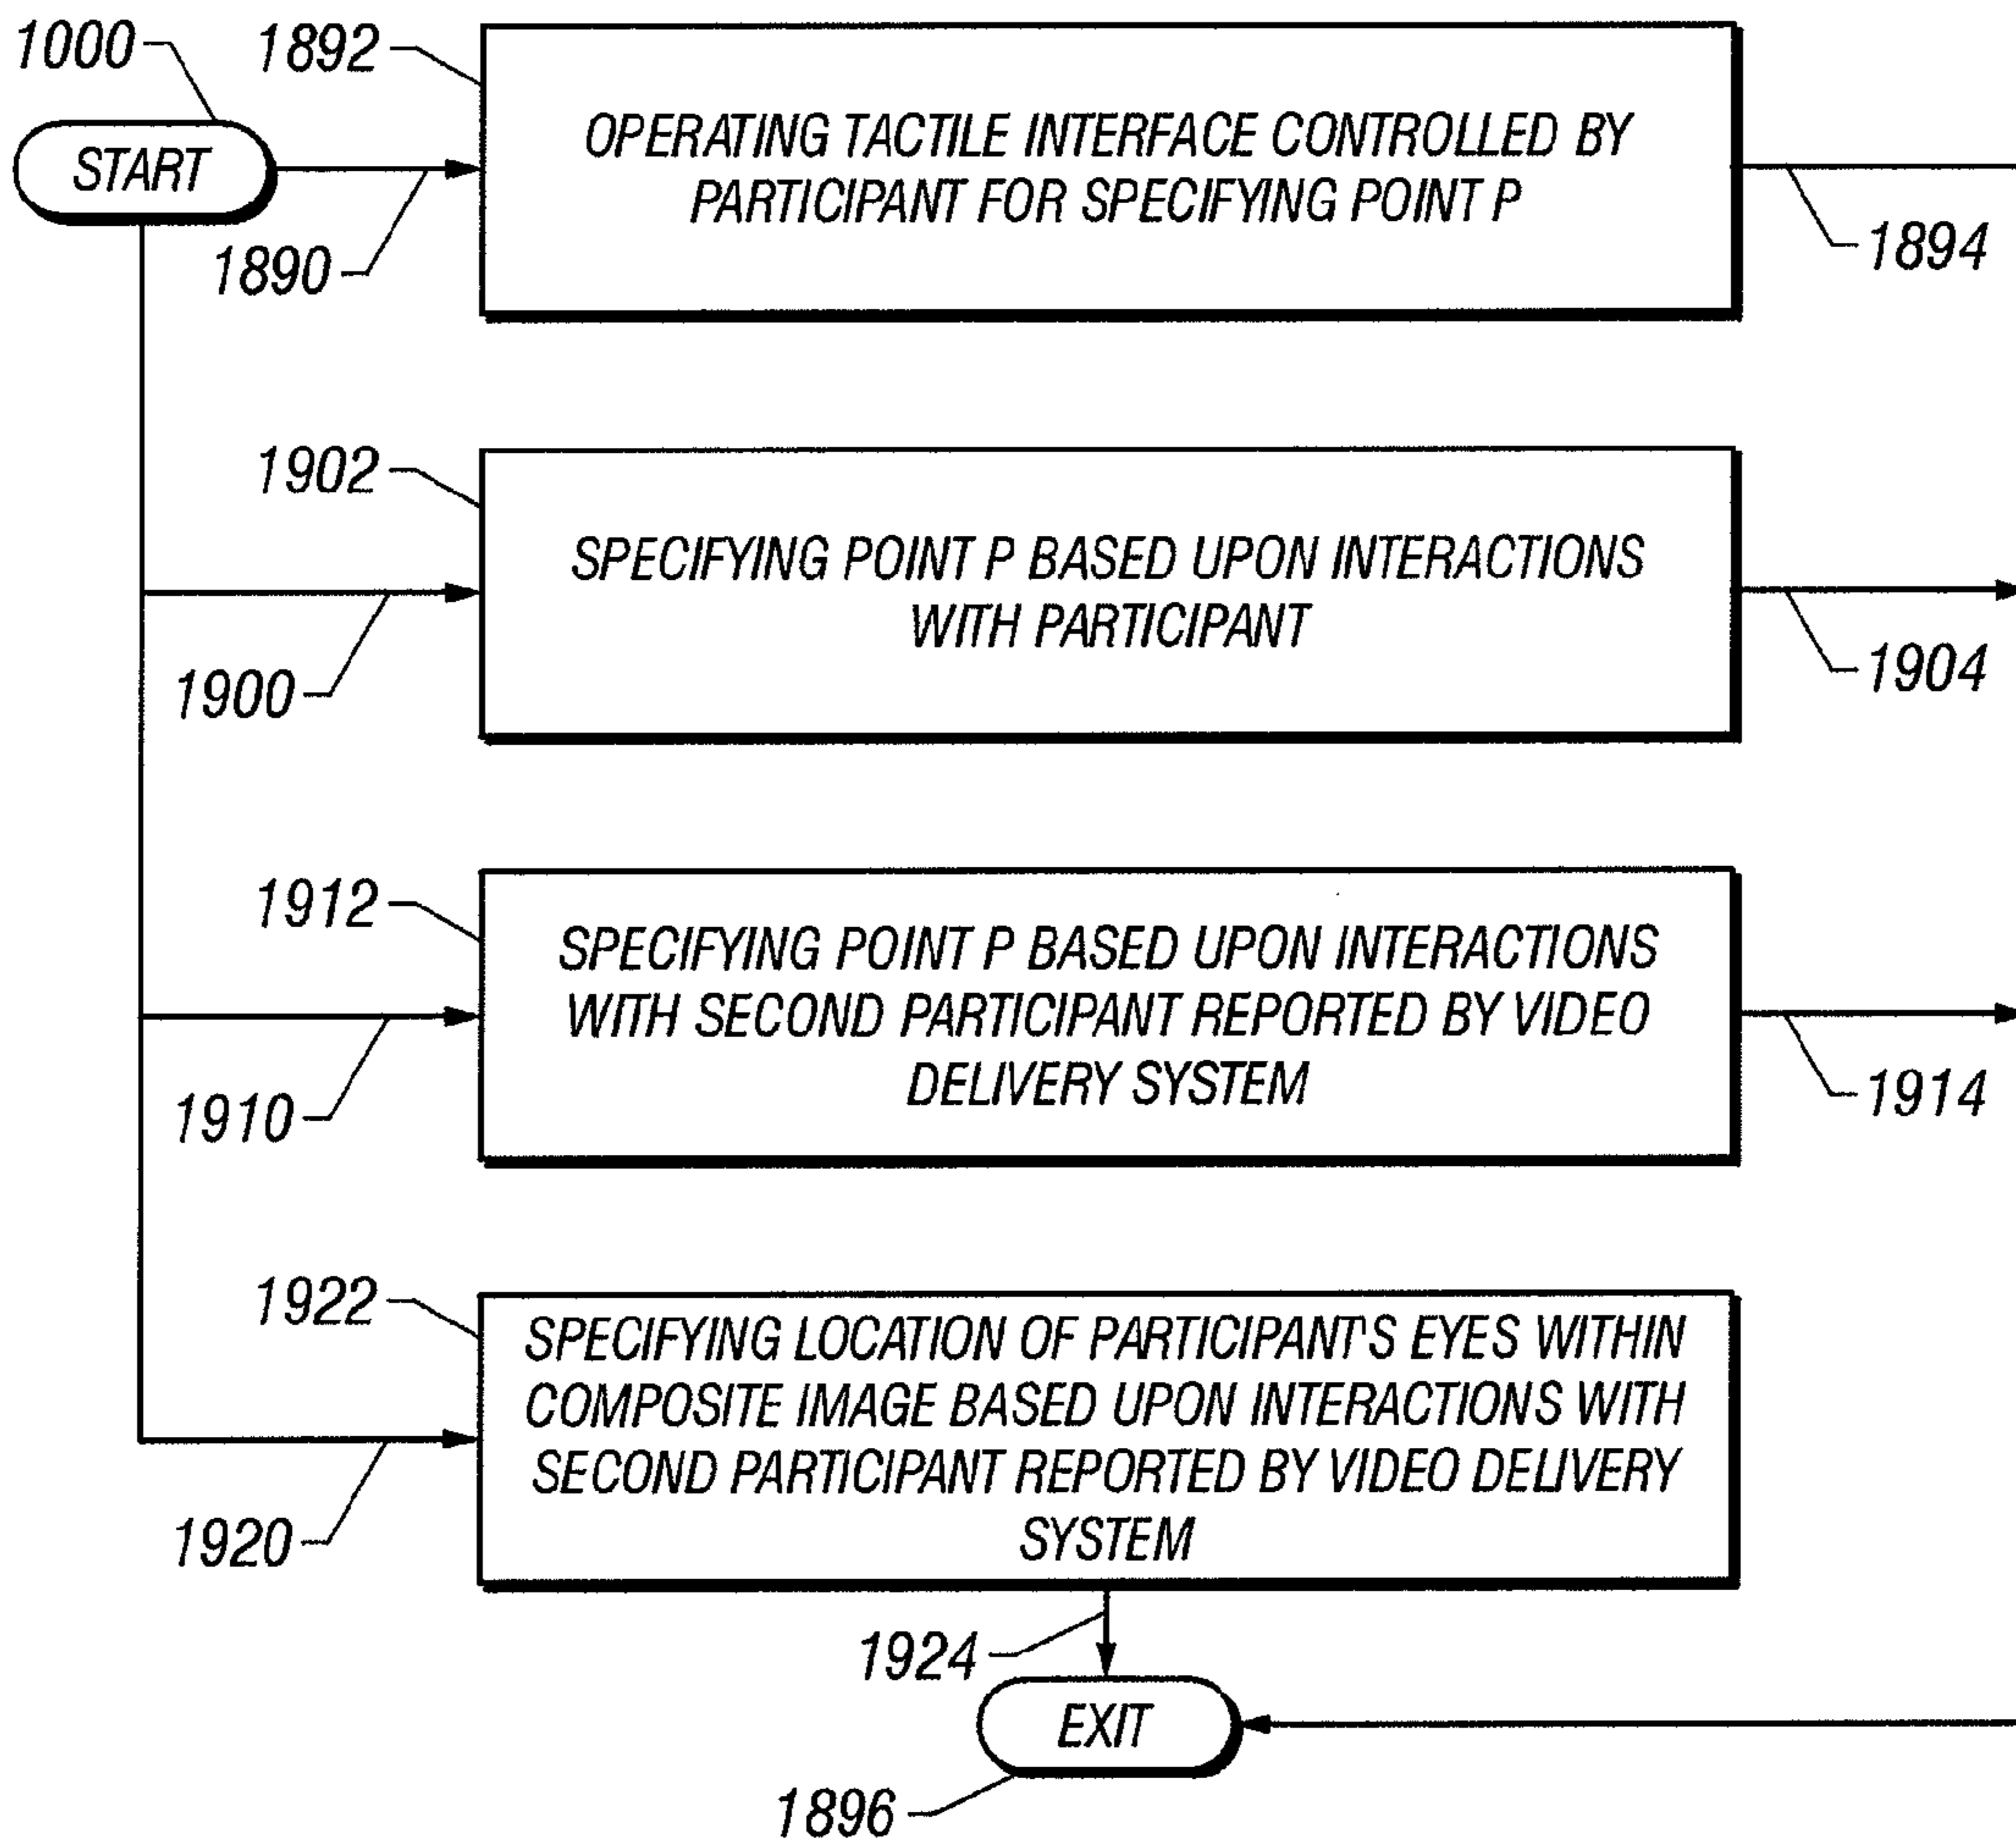 1000
1892
START
OPERATING TACTILE INTERFACE CONTROLLED BY
PARTICIPANT FOR SPECIFYING POINT P
1890
1894
1902
SPECIFYING POINT P BASED UPON INTERACTIONS
WITH PARTICIPANT
1900
1904
1912
SPECIFYING POINT P BASED UPON INTERACTIONS
WITH SECOND PARTICIPANT REPORTED BY VIDEO
DELIVERY SYSTEM
1910
1914
1922
SPECIFYING LOCATION OF PARTICIPANT'S EYES WITHIN
COMPOSITE IMAGE BASED UPON INTERACTIONS WITH
SECOND PARTICIPANT REPORTED BY VIDEO DELIVERY
SYSTEM
1920
1924
EXIT
1896